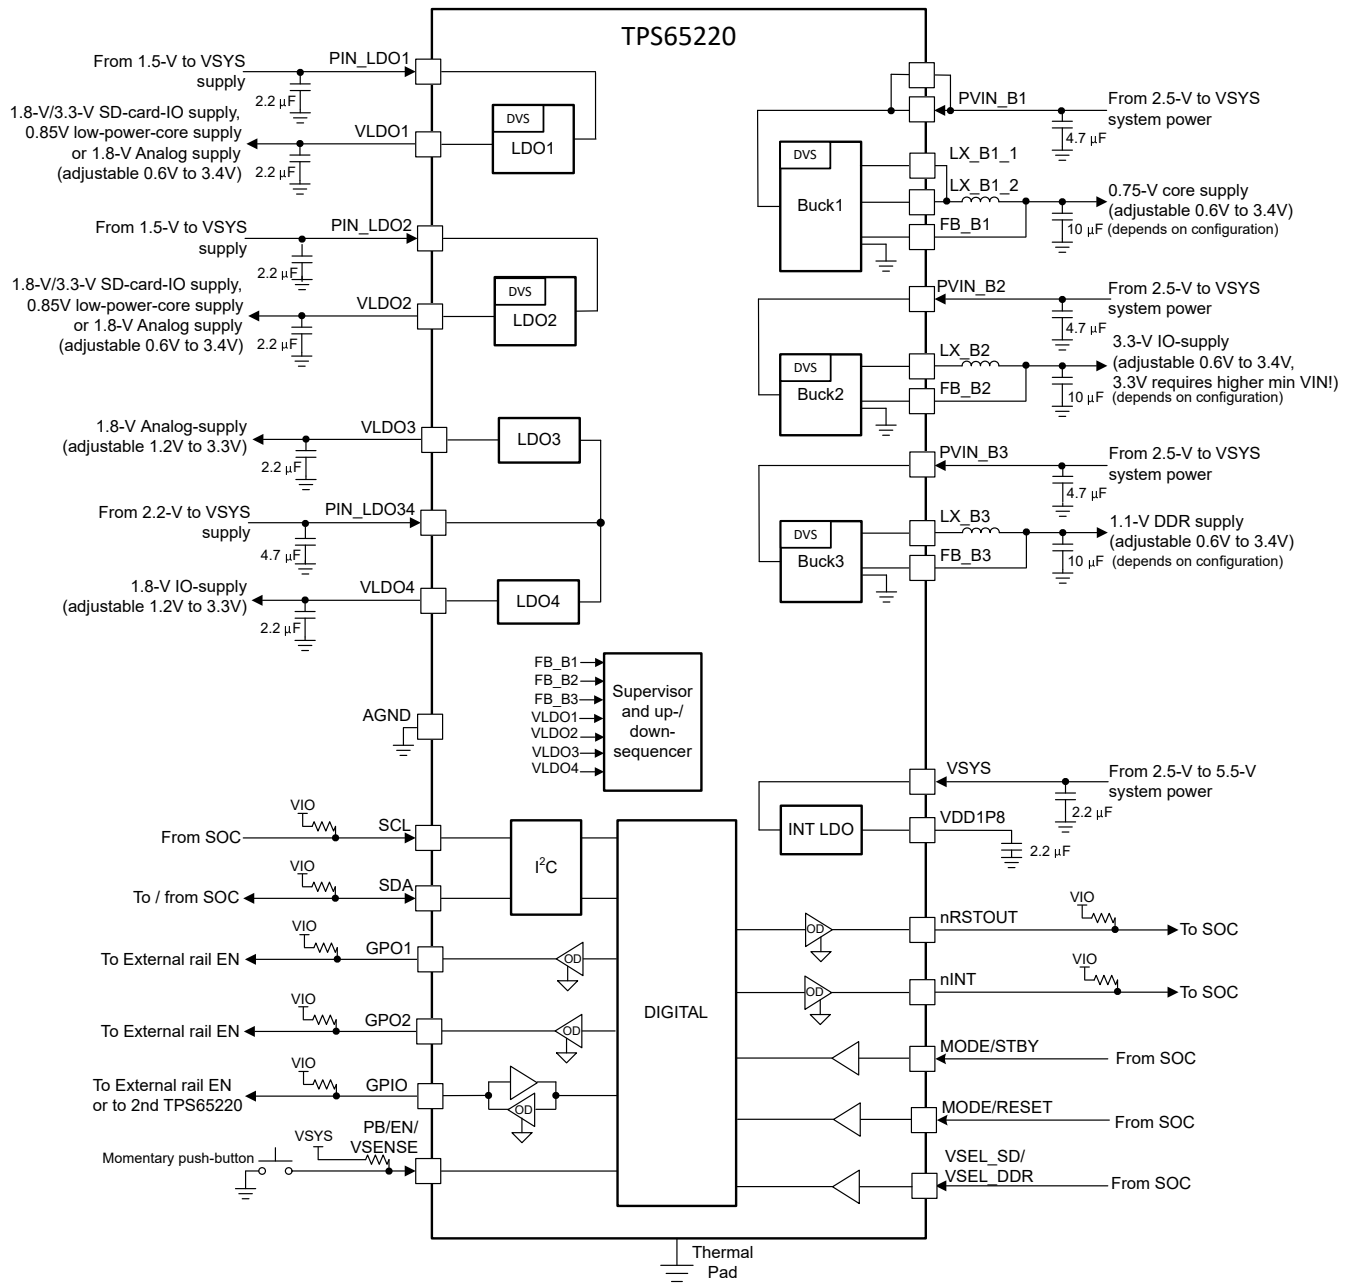 TPS65220
From 1.5-V to VSYS
supply
PIN_LDO1
2.2 µF
1.8-V/3.3-V SD-card-IO supply,
0.85V low-power-core supply
or 1.8-V Analog supply
(adjustable 0.6V to 3.4V)
VLDO1
2.2 µF
DVS
LDO1
From 1.5-V to VSYS
supply
PIN_LDO2
2.2 µF
1.8-V/3.3-V SD-card-IO supply,
0.85V low-power-core supply
or 1.8-V Analog supply
(adjustable 0.6V to 3.4V)
VLDO2
2.2 µF
DVS
LDO2
1.8-V Analog-supply
(adjustable 1.2V to 3.3V)
VLDO3
2.2 µF
LDO3
From 2.2-V to VSYS
supply
PIN_LDO34
4.7 µF
1.8-V IO-supply
(adjustable 1.2V to 3.3V)
VLDO4
2.2 µF
LDO4
FB_B1
FB_B2
FB_B3
VLDO1
VLDO2
VLDO3
VLDO4
Supervisor
and up-/
down-
sequencer
AGND
VIO
From SOC
SCL
VIO
To / from SOC
SDA
I²C
VIO
To External rail EN
GPO1
OD
VIO
To External rail EN
GPO2
OD
VIO
To External rail EN
or to 2nd TPS65220
GPIO
OD
Momentary push-button
VSYS
PB/EN/
VSENSE
DIGITAL
PVIN_B1
From 2.5-V to VSYS
system power
4.7 µF
DVS
Buck1
LX_B1_1
LX_B1_2
FB_B1
0.75-V core supply
(adjustable 0.6V to 3.4V)
10 µF (depends on configuration)
PVIN_B2
From 2.5-V to VSYS
system power
4.7 µF
DVS
Buck2
LX_B2
FB_B2
3.3-V IO-supply
(adjustable 0.6V to 3.4V,
3.3V requires higher min VIN!)
10 µF (depends on configuration)
PVIN_B3
From 2.5-V to VSYS
system power
4.7 µF
DVS
Buck3
LX_B3
FB_B3
1.1-V DDR supply
(adjustable 0.6V to 3.4V)
10 µF (depends on configuration)
VSYS
From 2.5-V to 5.5-V
system power
2.2 µF
INT LDO
VDD1P8
2.2 µF
OD
nRSTOUT
VIO
To SOC
OD
nINT
VIO
To SOC
MODE/STBY
From SOC
MODE/RESET
From SOC
VSEL_SD/
VSEL_DDR
From SOC
Thermal
Pad